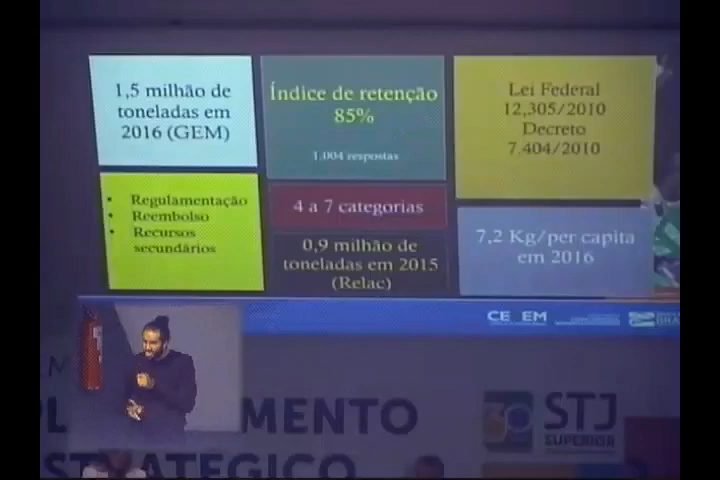 1,5 milhão de
toneladas em
2016 (GEM)
Índice de retenção
85%
1.004 respostas
Lei Federal
12,305/2010
Decreto
7.404/2010
• Regulamentação
• Reembolso
• Recursos
secundários
4 a 7 categorias
0,9 milhão de
toneladas em 2015
(Relac)
7,2 Kg/per capita
em 2016
MENTO
STJ
SUPERIOR